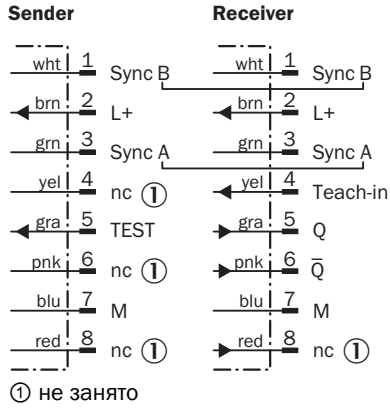 Sender Receiver
wht 1 Sync B wht 1 Sync B
brn 2 L+ brn 2 L+
grn 3 Sync A grn 3 Sync A
yel 4 nc ① yel 4 Teach-in
gra 5 TEST gra 5 Q
pnk 6 nc ① pnk 6 Q̅
blu 7 M blu 7 M
red 8 nc ① red 8 nc ①
① не занято